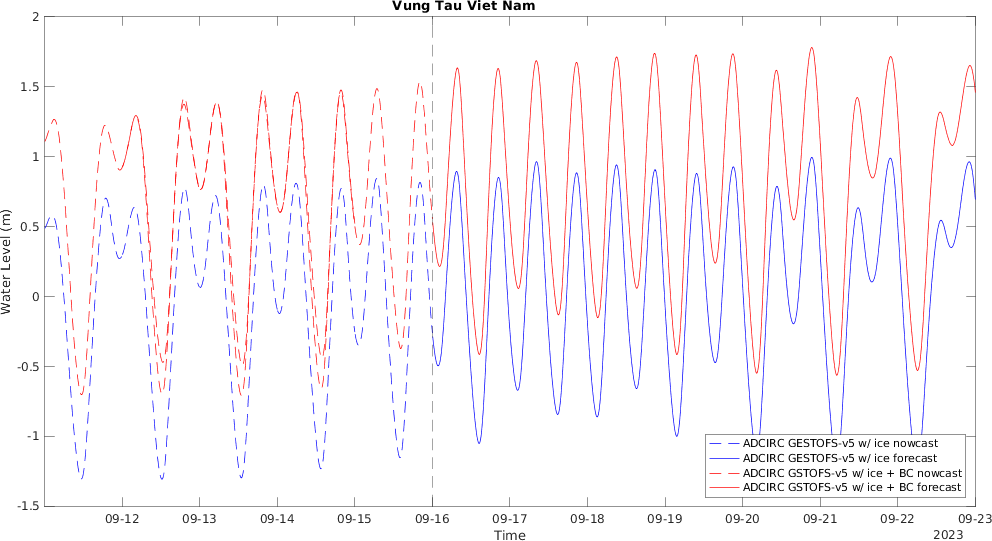 Vung Tau Viet Nam
2
1.5
1
0.5
0
-0.5
-1
-1.5
Water Level (m)
ADCIRC GESTOFS-v5 w/ ice nowcast
ADCIRC GESTOFS-v5 w/ ice forecast
ADCIRC GSTOFS-v5 w/ ice + BC nowcast
ADCIRC GSTOFS-v5 w/ ice + BC forecast
09-12 09-13 09-14 09-15 09-16 09-17 09-18 09-19 09-20 09-21 09-22 09-23
Time
2023